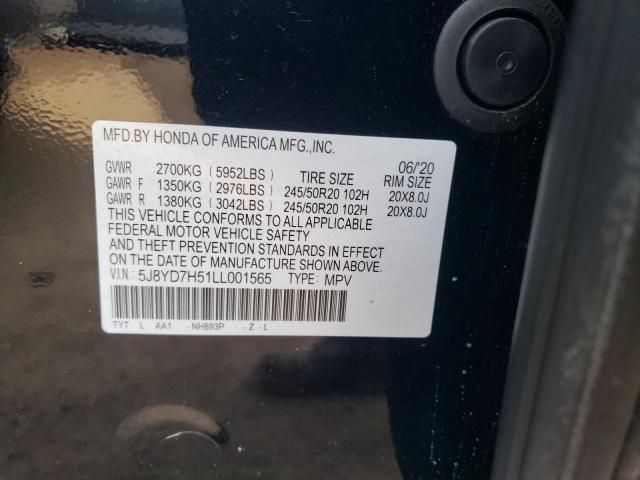 MFD.BY HONDA OF AMERICA MFG.,INC. 06/'20
GVWR 2700KG (5952LBS) TIRE SIZE RIM SIZE
GAWR F 1350KG (2976LBS) 245/50R20 102H 20X8.0J
GAWR R 1380KG (3042LBS) 245/50R20 102H 20X8.0J
THIS VEHICLE CONFORMS TO ALL APPLICABLE
FEDERAL MOTOR VEHICLE SAFETY
AND THEFT PREVENTION STANDARDS IN EFFECT
ON THE DATE OF MANUFACTURE SHOWN ABOVE.
V.I.N.: 5J8YD7H51LL001565 TYPE: MPV
TYT L AA1 -NH893P -Z -L